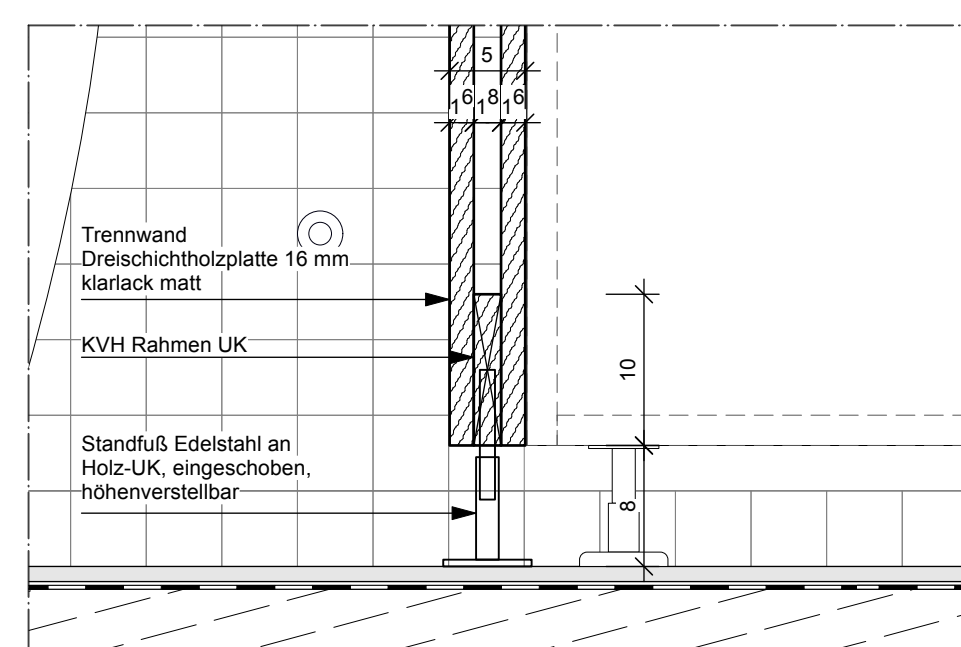 5
1⁶ 1⁸ 1⁶
Trennwand
Dreischichtholzplatte 16 mm
klarlack matt
KVH Rahmen UK
10
Standfuß Edelstahl an
Holz-UK, eingeschoben,
höhenverstellbar
8